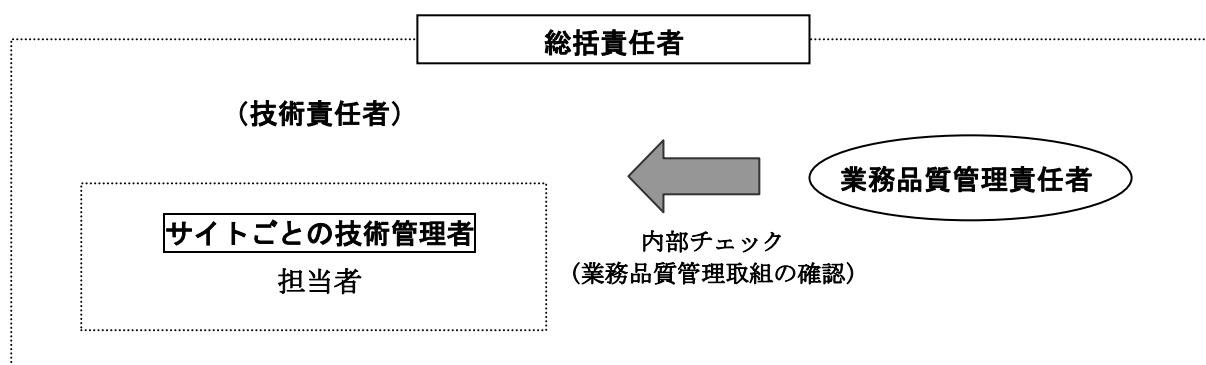 総括責任者
（技術責任者）
業務品質管理責任者
サイトごとの技術管理者
担当者
内部チェック
（業務品質管理取組の確認）